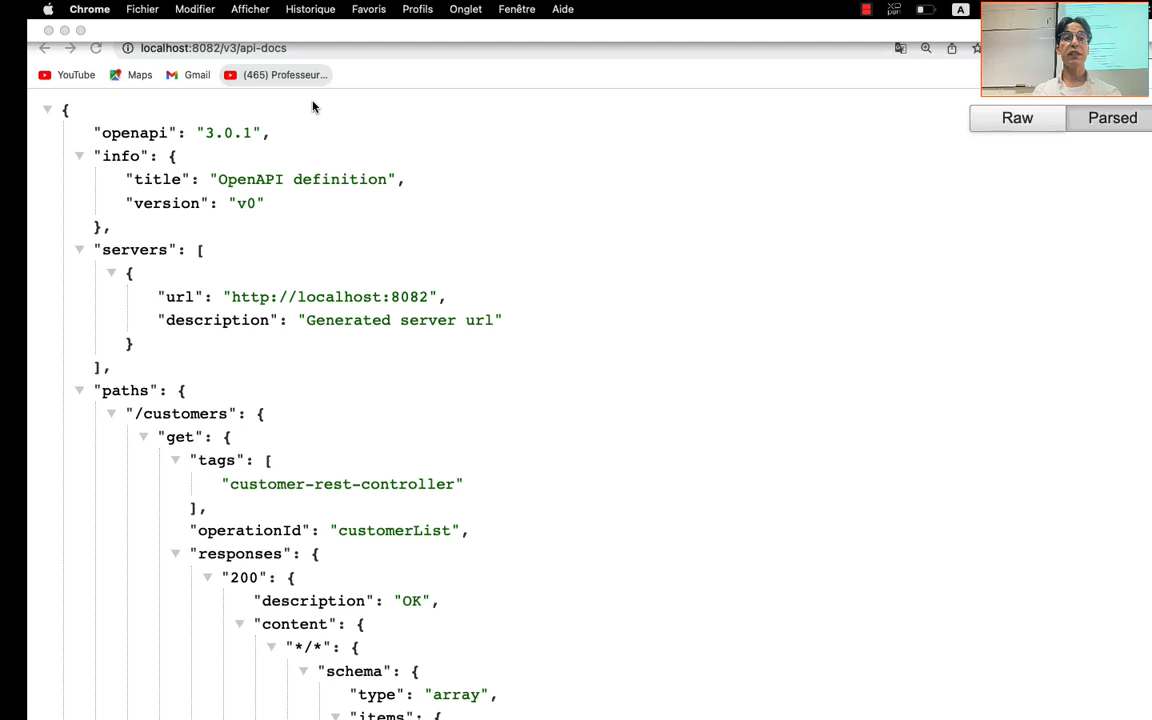 Chrome Fichier Modifier Afficher Historique Favoris Profils Onglet Fenêtre Aide A
localhost:8082/v3/api-docs
YouTube Maps Gmail (465) Professeur...
Raw Parsed
{
"openapi": "3.0.1",
"info": {
"title": "OpenAPI definition",
"version": "v0"
},
"servers": [
{
"url": "http://localhost:8082",
"description": "Generated server url"
}
],
"paths": {
"/customers": {
"get": {
"tags": [
"customer-rest-controller"
],
"operationId": "customerList",
"responses": {
"200": {
"description": "OK",
"content": {
"*/*": {
"schema": {
"type": "array",
"items": {